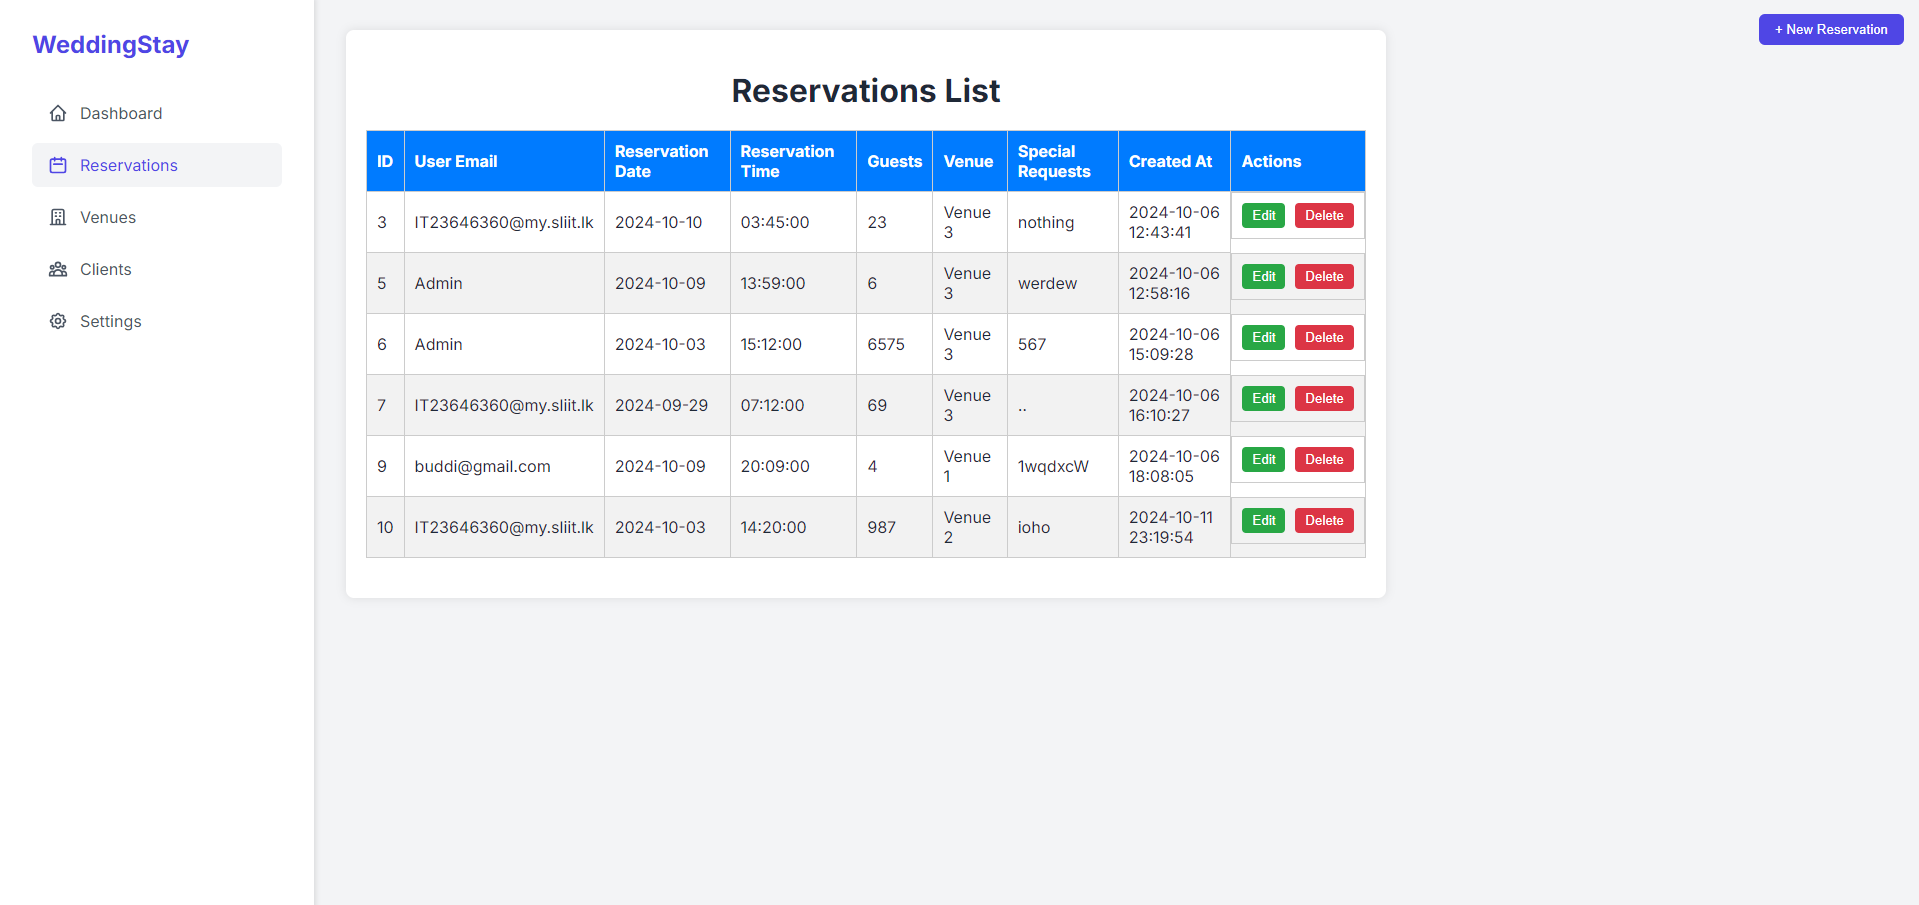 WeddingStay
+ New Reservation
Dashboard
Reservations
Venues
Clients
Settings
Reservations List
ID User Email Reservation Date Reservation Time Guests Venue Special Requests Created At Actions
3 IT23646360@my.sliit.lk 2024-10-10 03:45:00 23 Venue 3 nothing 2024-10-06 12:43:41 Edit Delete
5 Admin 2024-10-09 13:59:00 6 Venue 3 werdew 2024-10-06 12:58:16 Edit Delete
6 Admin 2024-10-03 15:12:00 6575 Venue 3 567 2024-10-06 15:09:28 Edit Delete
7 IT23646360@my.sliit.lk 2024-09-29 07:12:00 69 Venue 3 .. 2024-10-06 16:10:27 Edit Delete
9 buddi@gmail.com 2024-10-09 20:09:00 4 Venue 1 1wqdxcW 2024-10-06 18:08:05 Edit Delete
10 IT23646360@my.sliit.lk 2024-10-03 14:20:00 987 Venue 2 ioho 2024-10-11 23:19:54 Edit Delete